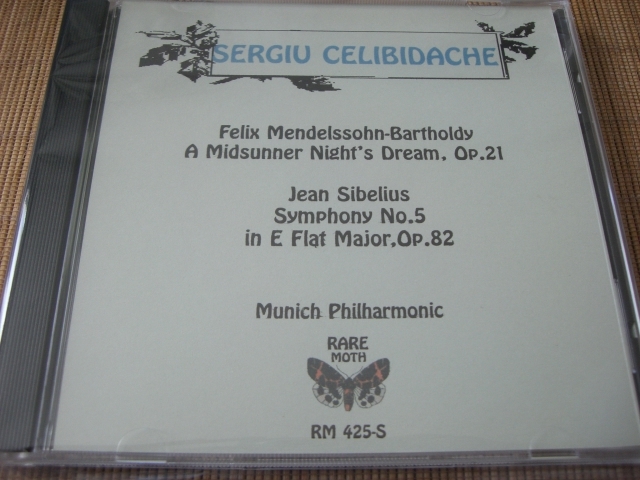 SERGIU CELIBIDACHE
Felix Mendelssohn-Bartholdy
A Midsunner Night's Dream, Op.21
Jean Sibelius
Symphony No.5
in E Flat Major,Op.82
Munich Philharmonic
RARE
MOTH
RM 425-S